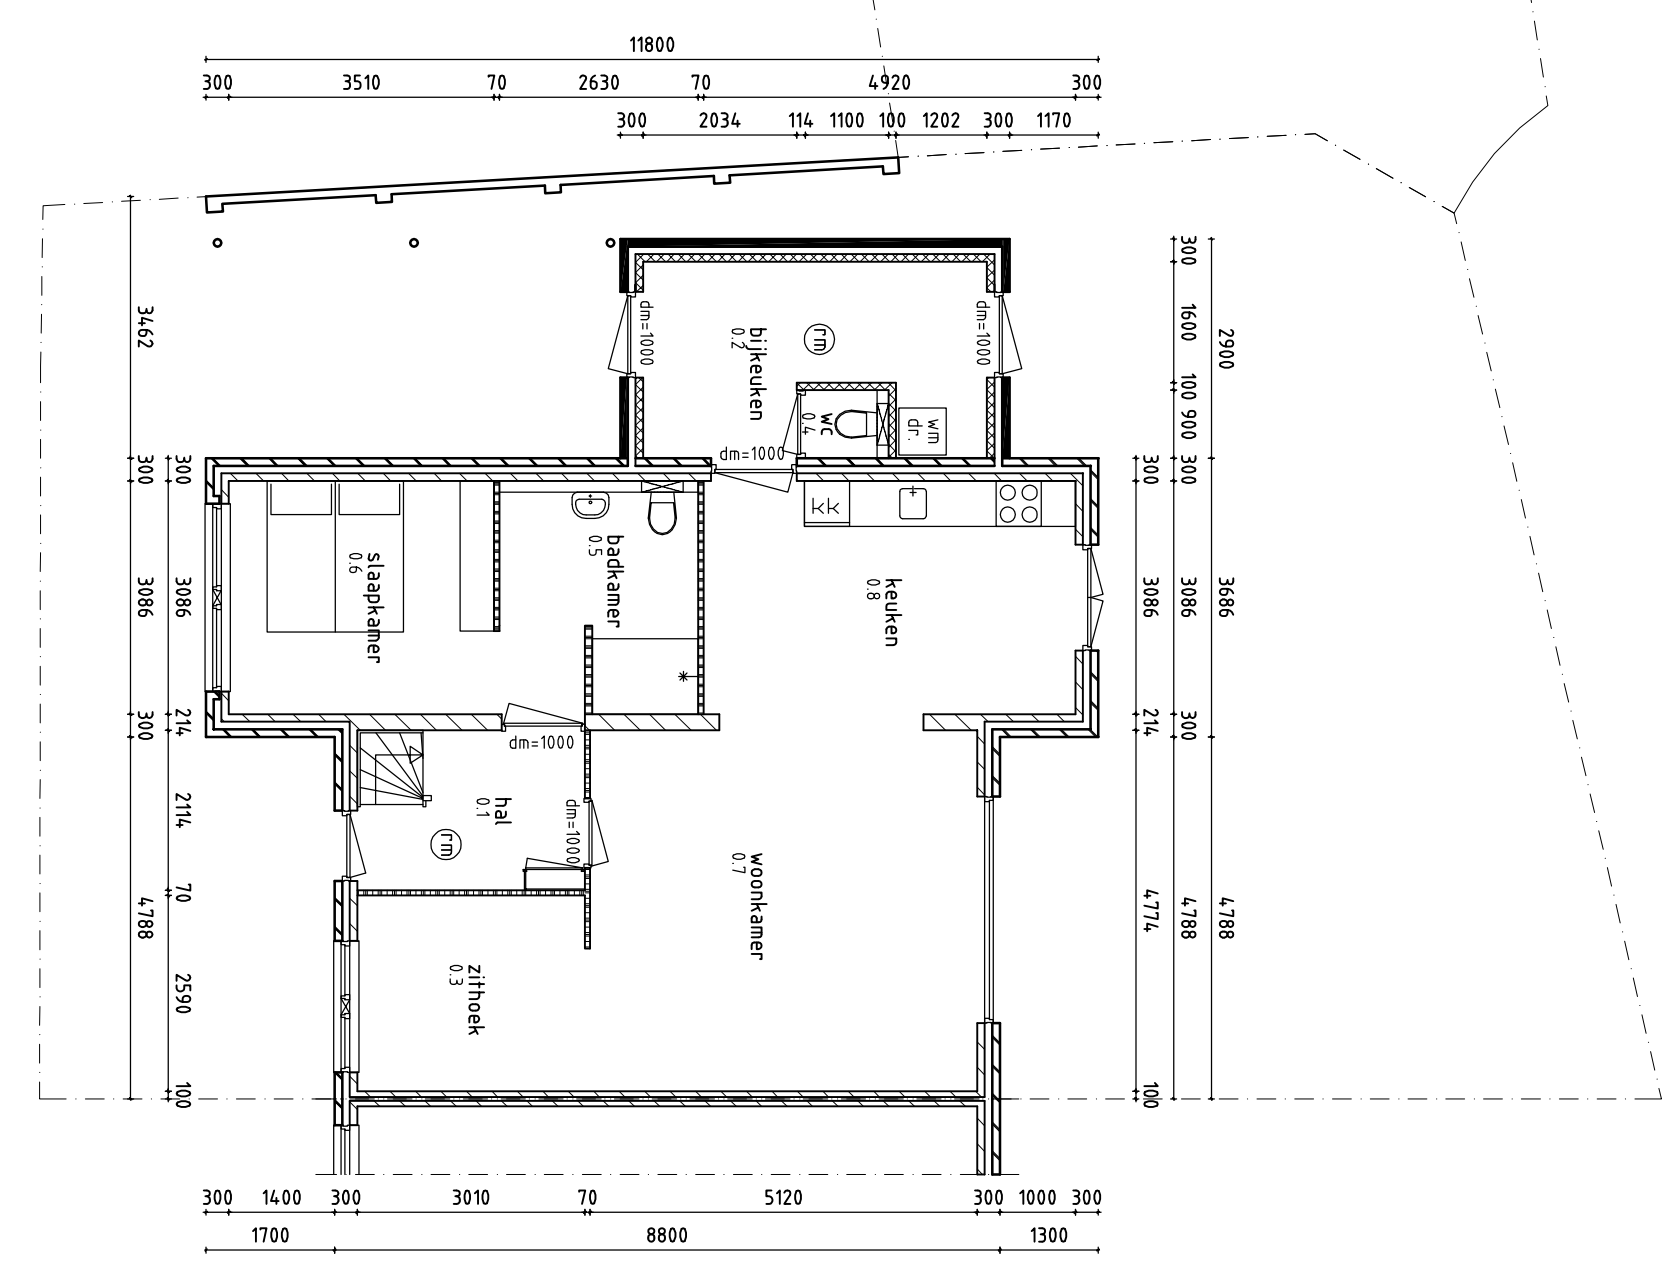 11800
300 3510 70 2630 70 4920 300
300 2034 114 1100 100 1202 300 1170
3462
300
3086
300
4788
300
3086
214
2114
70
2590
100
300
1600
100
900
300
3086
300
4788
2900
3686
4788
300
3086
214
4774
100
dm=1000
dm=1000
bijkeuken
0.2
rm
wc
0.4
wm
dr.
dm=1000
slaapkamer
0.6
badkamer
0.5
keuken
0.8
dm=1000
hal
0.1
dm=1000
rm
woonkamer
0.7
zithoek
0.3
300 1400 300 3010 70 5120 300 1000 300
1700 8800 1300